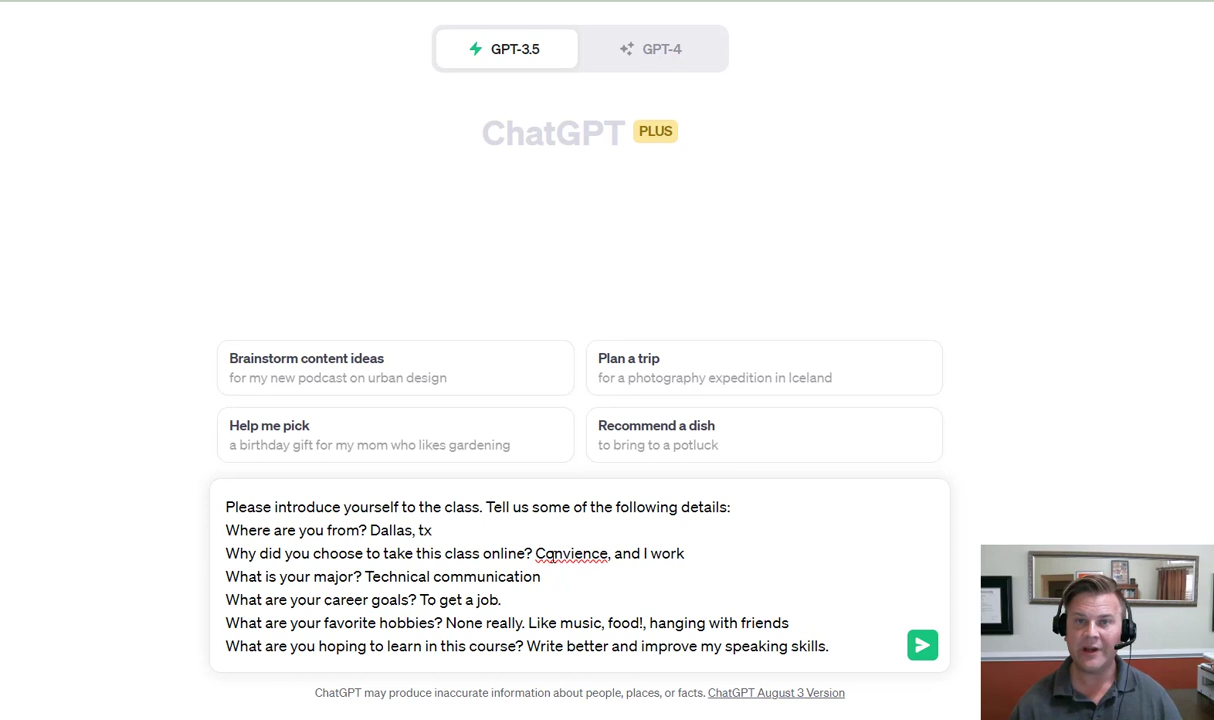 GPT-3.5
GPT-4
ChatGPT PLUS
Brainstorm content ideas
for my new podcast on urban design
Plan a trip
for a photography expedition in Iceland
Help me pick
a birthday gift for my mom who likes gardening
Recommend a dish
to bring to a potluck
Please introduce yourself to the class. Tell us some of the following details:
Where are you from? Dallas, tx
Why did you choose to take this class online? Convience, and I work
What is your major? Technical communication
What are your career goals? To get a job.
What are your favorite hobbies? None really. Like music, food!, hanging with friends
What are you hoping to learn in this course? Write better and improve my speaking skills.
ChatGPT may produce inaccurate information about people, places, or facts. ChatGPT August 3 Version